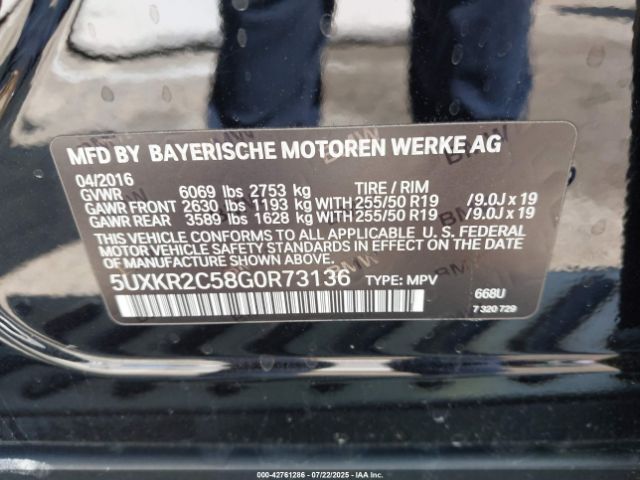 MFD BY BAYERISCHE MOTOREN WERKE AG
04/2016
GVWR 6069 lbs 2753 kg TIRE / RIM
GAWR FRONT 2630 lbs 1193 kg WITH 255/50 R19 /9.0J x 19
GAWR REAR 3589 lbs 1628 kg WITH 255/50 R19 /9.0J x 19
THIS VEHICLE CONFORMS TO ALL APPLICABLE U. S. FEDERAL
MOTOR VEHICLE SAFETY STANDARDS IN EFFECT ON THE DATE
OF MANUFACTURE SHOWN ABOVE.
5UXKR2C58G0R73136 TYPE: MPV 668U
7 320 729
000-42761286 - 07/22/2025 - IAA Inc.